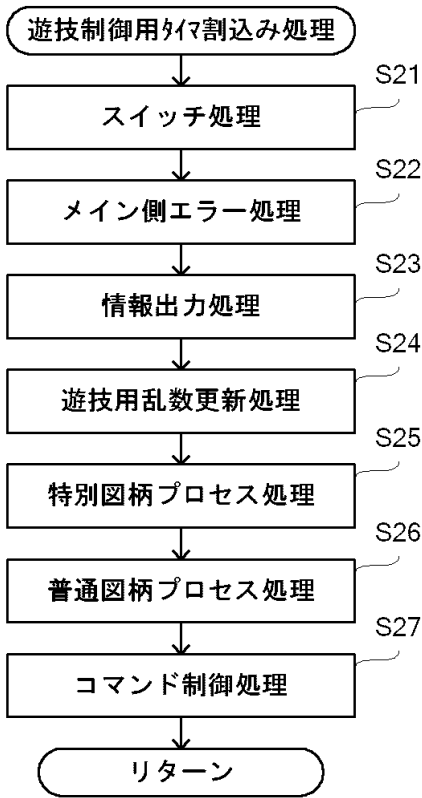 遊技制御用ﾀｲﾏ割込み処理
S21
スイッチ処理
S22
メイン側エラー処理
S23
情報出力処理
S24
遊技用乱数更新処理
S25
特別図柄プロセス処理
S26
普通図柄プロセス処理
S27
コマンド制御処理
リターン